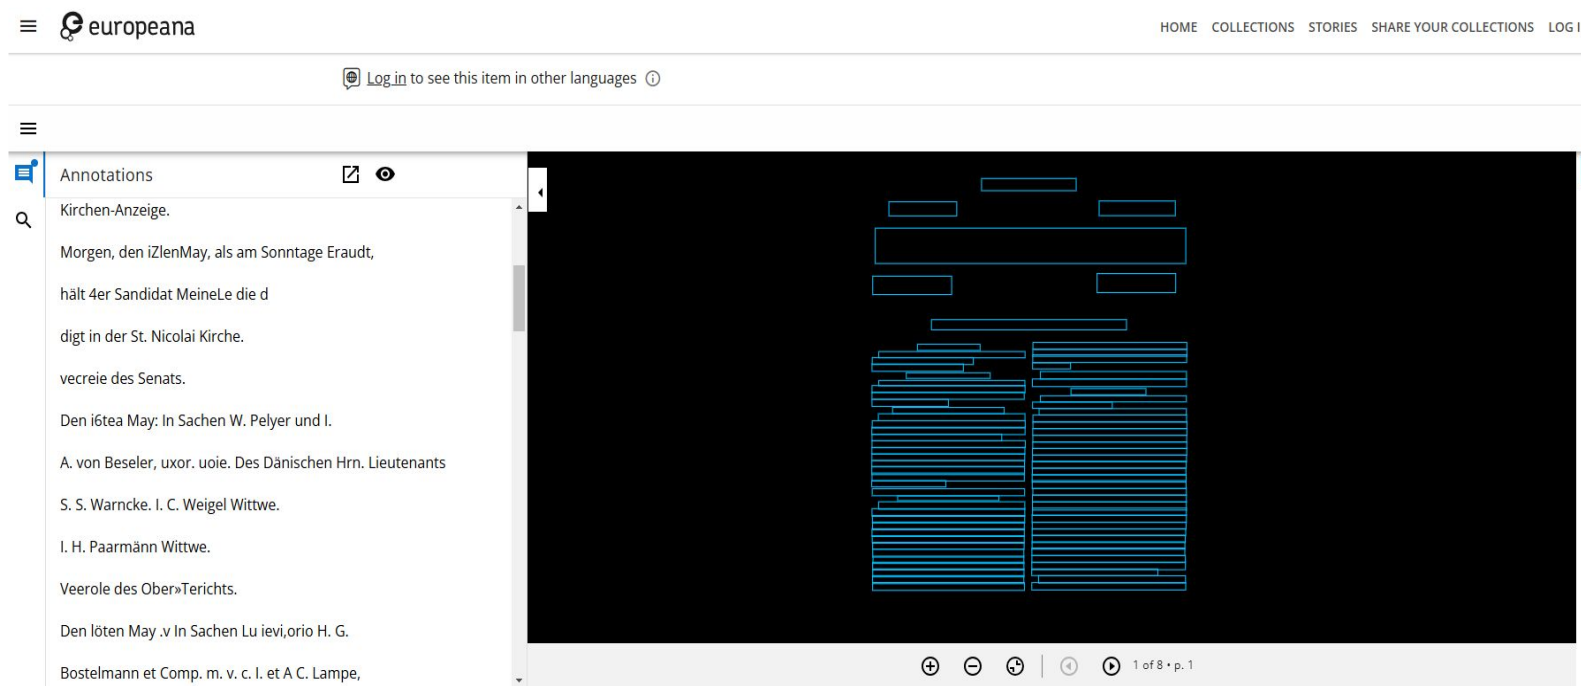 europeana
HOME COLLECTIONS STORIES SHARE YOUR COLLECTIONS LOG I
Log in to see this item in other languages
Annotations
Kirchen-Anzeige.
Morgen, den iZlenMay, als am Sonntage Eraudt,
hält 4er Sandidat MeineLe die d
digt in der St. Nicolai Kirche.
vecreie des Senats.
Den i6tea May: In Sachen W. Pelyer und I.
A. von Beseler, uxor. uoie. Des Dänischen Hrn. Lieutenants
S. S. Warncke. I. C. Weigel Wittwe.
I. H. Paarmänn Wittwe.
Veerole des Ober»Terichts.
Den löten May .v In Sachen Lu ievi,orio H. G.
Bostelmann et Comp. m. v. c. l. et A C. Lampe,
1 of 8 • p. 1